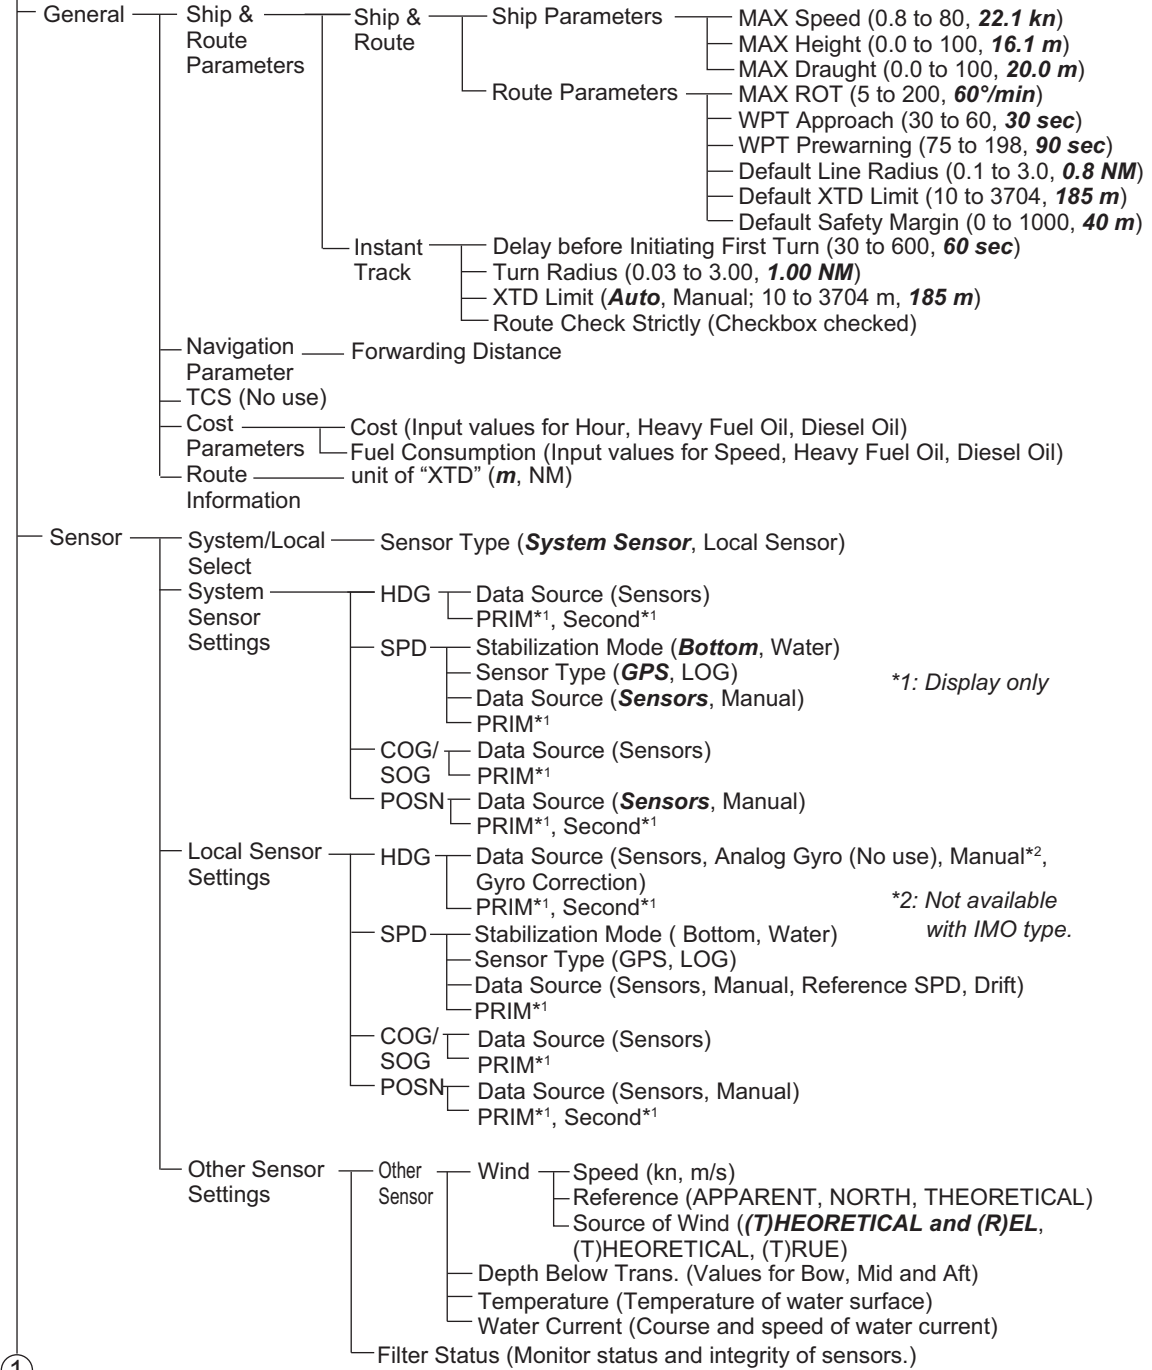 General
Ship &
Route
Parameters
Ship &
Route
Ship Parameters
MAX Speed (0.8 to 80, 22.1 kn)
MAX Height (0.0 to 100, 16.1 m)
MAX Draught (0.0 to 100, 20.0 m)
Route Parameters
MAX ROT (5 to 200, 60°/min)
WPT Approach (30 to 60, 30 sec)
WPT Prewarning (75 to 198, 90 sec)
Default Line Radius (0.1 to 3.0, 0.8 NM)
Default XTD Limit (10 to 3704, 185 m)
Default Safety Margin (0 to 1000, 40 m)
Instant
Track
Delay before Initiating First Turn (30 to 600, 60 sec)
Turn Radius (0.03 to 3.00, 1.00 NM)
XTD Limit (Auto, Manual; 10 to 3704 m, 185 m)
Route Check Strictly (Checkbox checked)
Navigation
Parameter
Forwarding Distance
TCS (No use)
Cost
Parameters
Cost (Input values for Hour, Heavy Fuel Oil, Diesel Oil)
Fuel Consumption (Input values for Speed, Heavy Fuel Oil, Diesel Oil)
Route
Information
unit of “XTD” (m, NM)
Sensor
System/Local
Select
Sensor Type (System Sensor, Local Sensor)
System
Sensor
Settings
HDG
Data Source (Sensors)
PRIM*1, Second*1
SPD
Stabilization Mode (Bottom, Water)
Sensor Type (GPS, LOG)
Data Source (Sensors, Manual)
PRIM*1
*1: Display only
COG/
SOG
Data Source (Sensors)
PRIM*1
POSN
Data Source (Sensors, Manual)
PRIM*1, Second*1
Local Sensor
Settings
HDG
Data Source (Sensors, Analog Gyro (No use), Manual*2,
Gyro Correction)
PRIM*1, Second*1
*2: Not available
with IMO type.
SPD
Stabilization Mode ( Bottom, Water)
Sensor Type (GPS, LOG)
Data Source (Sensors, Manual, Reference SPD, Drift)
PRIM*1
COG/
SOG
Data Source (Sensors)
PRIM*1
POSN
Data Source (Sensors, Manual)
PRIM*1, Second*1
Other Sensor
Settings
Other
Sensor
Wind
Speed (kn, m/s)
Reference (APPARENT, NORTH, THEORETICAL)
Source of Wind ((T)HEORETICAL and (R)EL,
(T)HEORETICAL, (T)RUE)
Depth Below Trans. (Values for Bow, Mid and Aft)
Temperature (Temperature of water surface)
Water Current (Course and speed of water current)
Filter Status (Monitor status and integrity of sensors.)
1